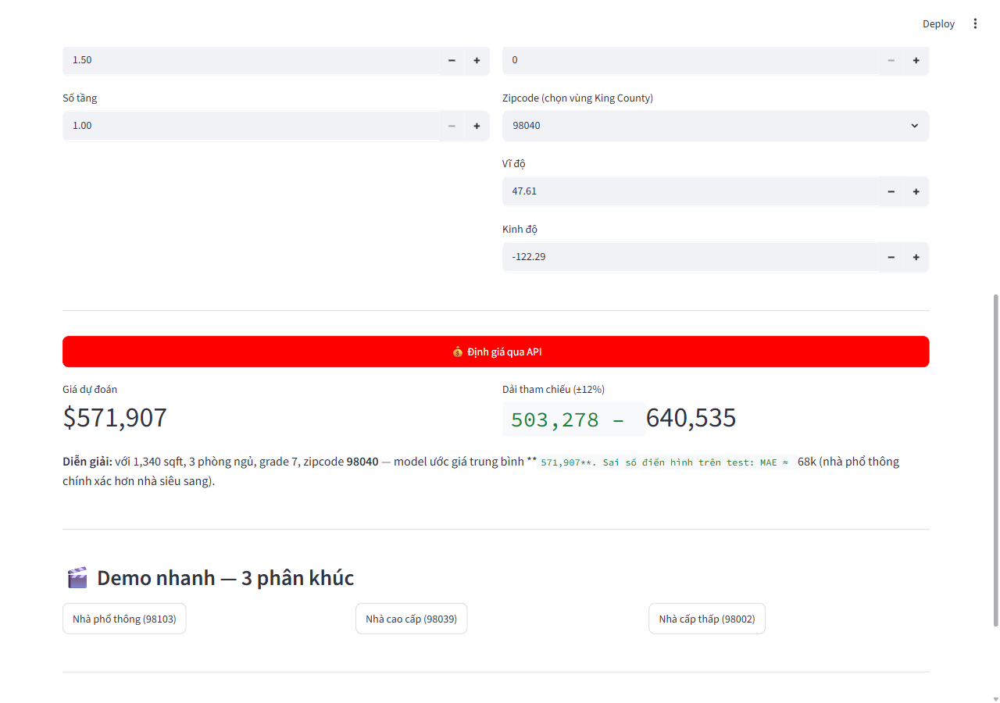 Deploy
1.50
0
Số tầng
Zipcode (chọn vùng King County)
1.00
98040
Vĩ độ
47.61
Kinh độ
-122.29
💰 Định giá qua API
Giá dự đoán
Dải tham chiếu (±12%)
$571,907
503,278 – 640,535
Diễn giải: với 1,340 sqft, 3 phòng ngủ, grade 7, zipcode 98040 — model ước giá trung bình ** 571,907**. Sai số điển hình trên test: MAE ≈ 68k (nhà phổ thông
chính xác hơn nhà siêu sang).
🎬 Demo nhanh — 3 phân khúc
Nhà phổ thông (98103)
Nhà cao cấp (98039)
Nhà cấp thấp (98002)